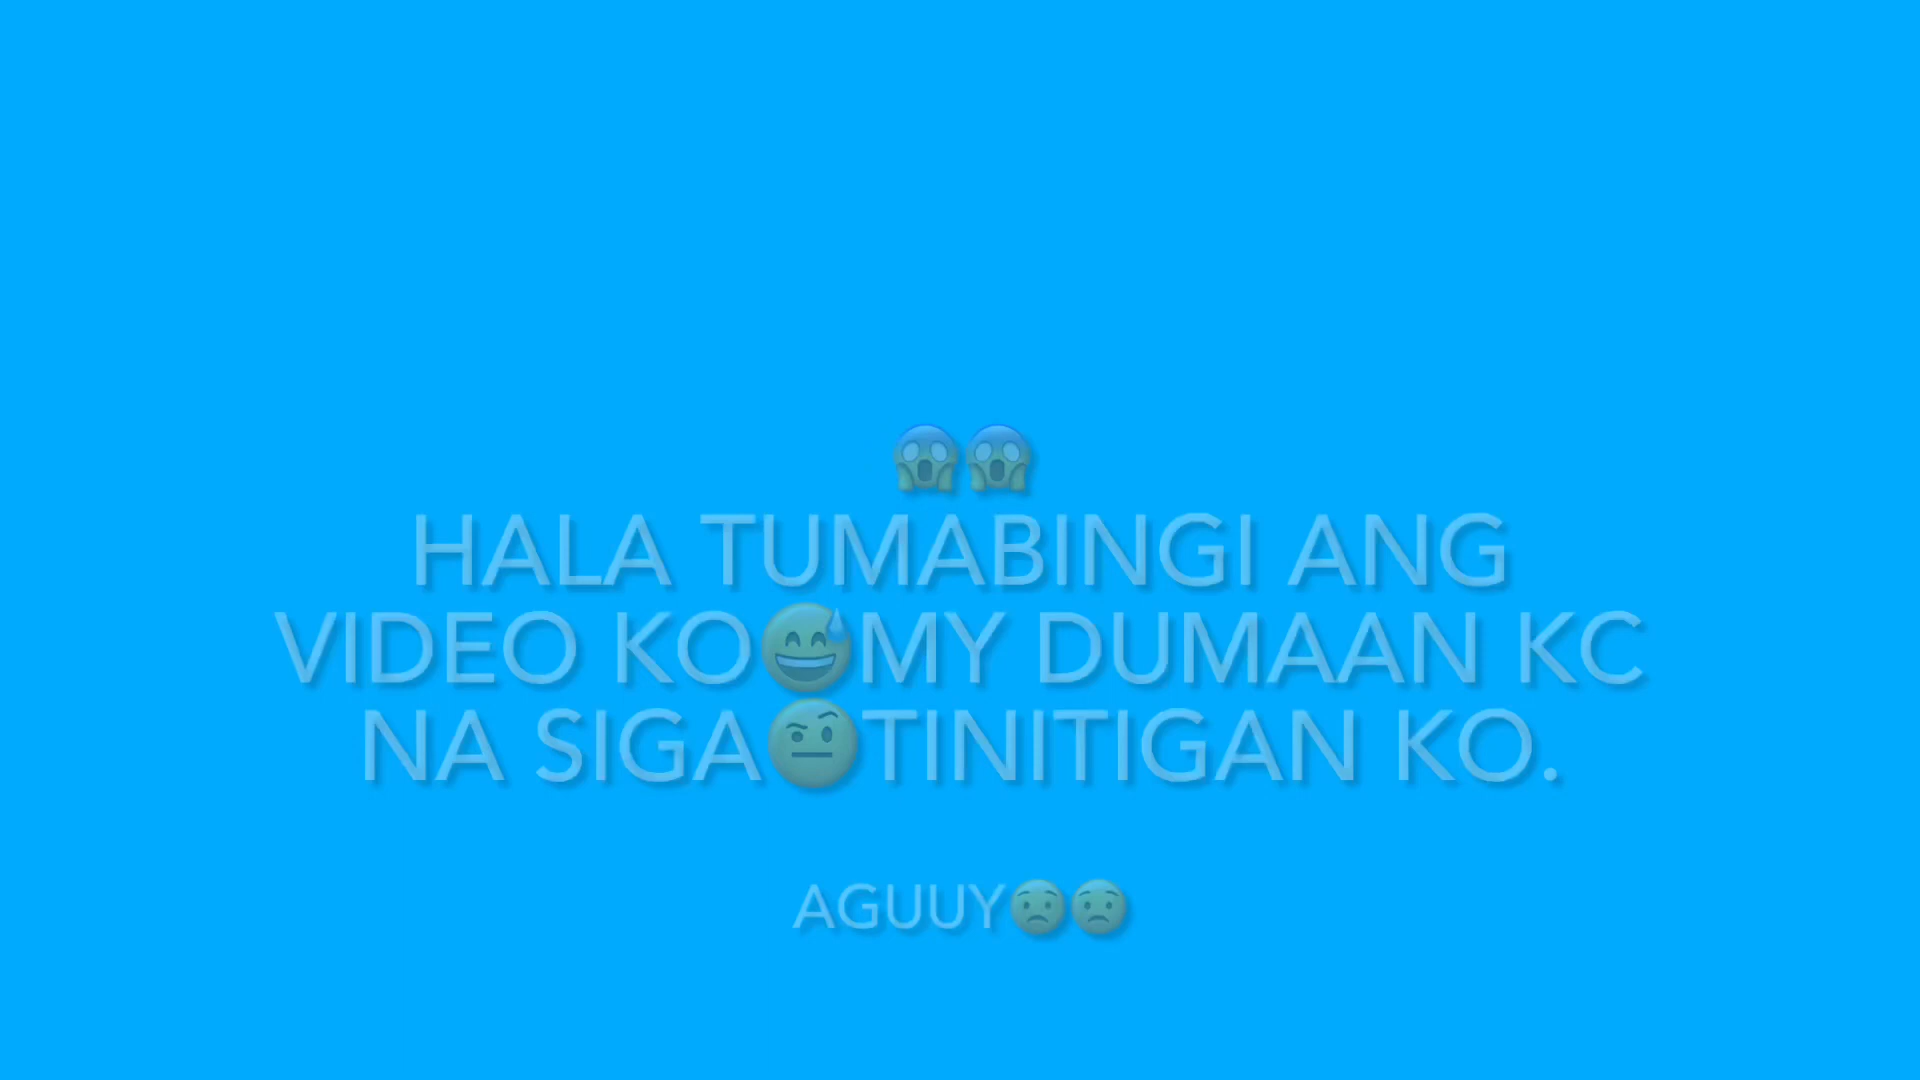 😱😱
HALA TUMABINGI ANG
VIDEO KO😅MY DUMAAN KC
NA SIGA🤨TINITIGAN KO.
AGUUY😟😟